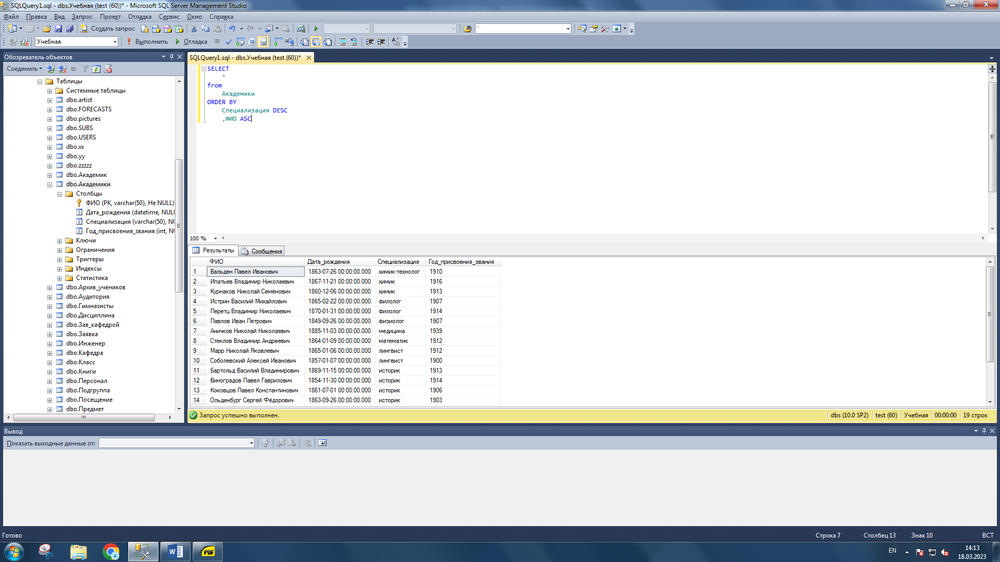 SQLQuery1.sql - dbs.Учебная (test (60))* - Microsoft SQL Server Management Studio
Файл Правка Вид Запрос Проект Отладка Сервис Окно Справка
Создать запрос '
Учебная Выполнить Отладка
Обозреватель объектов
Соединить
Таблицы
Системные таблицы
dbo.artist
dbo.FORECASTS
dbo.pictures
dbo.SUBS
dbo.USERS
dbo.xx
dbo.yy
dbo.zzzzz
dbo.Академик
dbo.Академики
Столбцы
ФИО (PK, varchar(50), Не NULL)
Дата_рождения (datetime, NULL
Специализация (varchar(50), NU
Год_присвоения_звания (int, NU
Ключи
Ограничения
Триггеры
Индексы
Статистика
dbo.Архив_учеников
dbo.Аудитория
dbo.Гимназисты
dbo.Дисциплина
dbo.Зав_кафедрой
dbo.Заявка
dbo.Инженер
dbo.Кафедра
dbo.Класс
dbo.Книги
dbo.Персонал
dbo.Подгруппа
dbo.Посещение
dbo.Предмет
SQLQuery1.sql - dbs.Учебная (test (60))*
SELECT
*
from
Академики
ORDER BY
Специализация DESC
,ФИО ASC
100 %
Результаты Сообщения
ФИО Дата_рождения Специализация Год_присвоения_звания
1 Вальден Павел Иванович 1863-07-26 00:00:00.000 химик-технолог 1910
2 Ипатьев Владимир Николаевич 1867-11-21 00:00:00.000 химик 1916
3 Курнаков Николай Семёнович 1860-12-06 00:00:00.000 химик 1913
4 Истрин Василий Михайлович 1865-02-22 00:00:00.000 филолог 1907
5 Перетц Владимир Николаевич 1870-01-31 00:00:00.000 филолог 1914
6 Павлов Иван Петрович 1849-09-26 00:00:00.000 физиолог 1907
7 Аничков Николай Николаевич 1885-11-03 00:00:00.000 медицина 1939
8 Стеклов Владимир Андреевич 1864-01-09 00:00:00.000 математик 1912
9 Марр Николай Яковлевич 1865-01-06 00:00:00.000 лингвист 1912
10 Соболевский Алексей Иванович 1857-01-07 00:00:00.000 лингвист 1900
11 Бартольд Василий Владимирович 1869-11-15 00:00:00.000 историк 1913
12 Виноградов Павел Гаврилович 1854-11-30 00:00:00.000 историк 1914
13 Коковцов Павел Константинович 1861-07-01 00:00:00.000 историк 1906
14 Ольденбург Сергей Фёдорович 1863-09-26 00:00:00.000 историк 1903
Запрос успешно выполнен. dbs (10.0 SP2) test (60) Учебная 00:00:00 19 строк
Вывод
Показать выходные данные от:
Готово Строка 7 Столбец 13 Знак 10 ВСТ
W PDF EN 14:13
18.03.2023